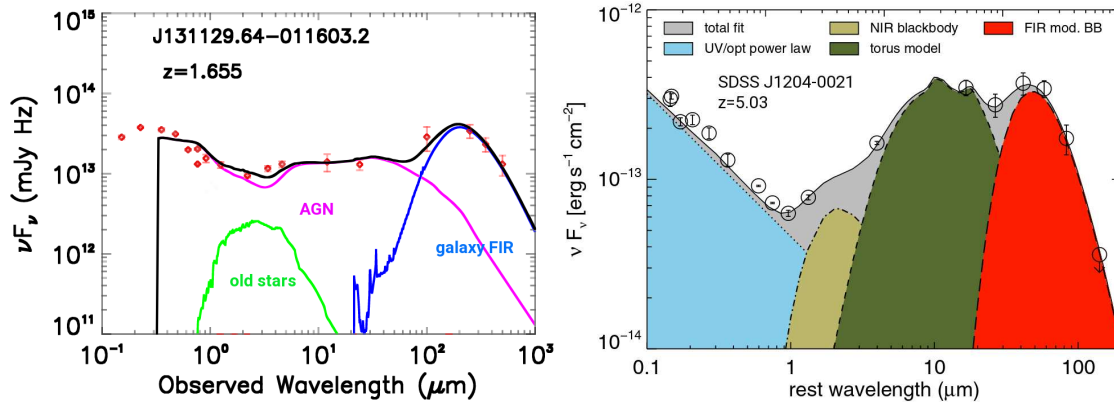 10¹⁵
10¹⁴
10¹³
10¹²
10¹¹
νFν (mJy Hz)
J131129.64-011603.2
z=1.655
AGN
old stars
galaxy FIR
10⁻¹ 10⁰ 10¹ 10² 10³
Observed Wavelength (μm)
10⁻¹²
10⁻¹³
10⁻¹⁴
ν Fν [erg s⁻¹ cm⁻²]
total fit NIR blackbody FIR mod. BB
UV/opt power law torus model
SDSS J1204-0021
z=5.03
0.1 1 10 100
rest wavelength (μm)